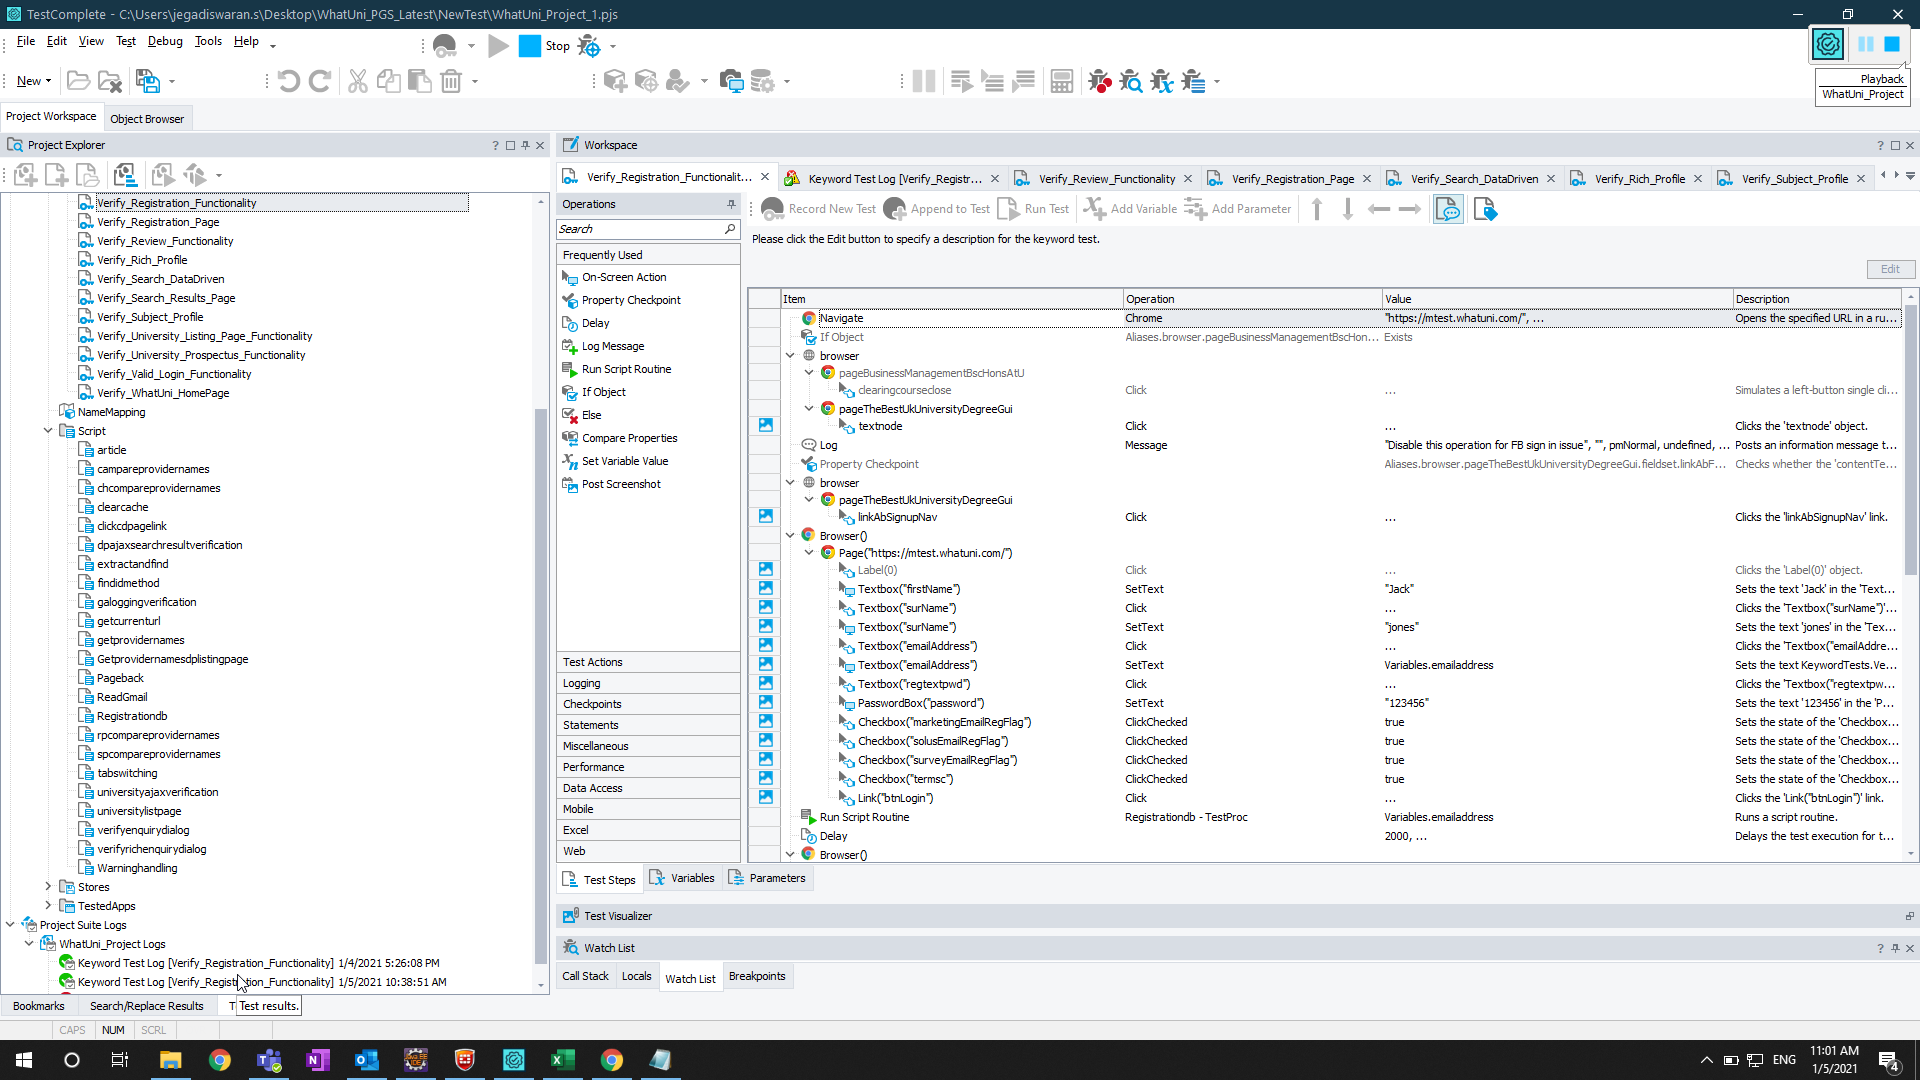 TestComplete - C:\Users\jegadiswaran.s\Desktop\WhatUni_PGS_Latest\NewTest\WhatUni_Project_1.pjs
File Edit View Test Debug Tools Help
Stop
New
Playback
WhatUni_Project
Project Workspace
Object Browser
Project Explorer
Verify_Registration_Functionality
Verify_Registration_Page
Verify_Review_Functionality
Verify_Rich_Profile
Verify_Search_DataDriven
Verify_Search_Results_Page
Verify_Subject_Profile
Verify_University_Listing_Page_Functionality
Verify_University_Prospectus_Functionality
Verify_Valid_Login_Functionality
Verify_WhatUni_HomePage
NameMapping
Script
article
campareprovidernames
chcompareprovidernames
clearcache
clickcdpagelink
dpajaxsearchresultverification
extractandfind
findidmethod
galoggingverification
getcurrenturl
getprovidernames
Getprovidernamesdplistingpage
Pageback
ReadGmail
Registrationdb
rpcompareprovidernames
spcompareprovidernames
tabswitching
universityajaxverification
universitylistpage
verifyenquirydialog
verifyrichenquirydialog
Warninghandling
Stores
TestedApps
Project Suite Logs
WhatUni_Project Logs
Keyword Test Log [Verify_Registration_Functionality] 1/4/2021 5:26:08 PM
Keyword Test Log [Verify_Registration_Functionality] 1/5/2021 10:38:51 AM
Bookmarks
Search/Replace Results
T
Test results.
CAPS NUM SCRL
Workspace
Verify_Registration_Functionalit...
Keyword Test Log [Verify_Registr...
Verify_Review_Functionality
Verify_Registration_Page
Verify_Search_DataDriven
Verify_Rich_Profile
Verify_Subject_Profile
Operations
Search
Frequently Used
On-Screen Action
Property Checkpoint
Delay
Log Message
Run Script Routine
If Object
Else
Compare Properties
Set Variable Value
Post Screenshot
Test Actions
Logging
Checkpoints
Statements
Miscellaneous
Performance
Data Access
Mobile
Excel
Web
Record New Test Append to Test Run Test Add Variable Add Parameter
Please click the Edit button to specify a description for the keyword test.
Edit
Item Operation Value Description
Navigate Chrome "https://mtest.whatuni.com/", ... Opens the specified URL in a ru...
If Object Aliases.browser.pageBusinessManagementBscHon... Exists
browser
pageBusinessManagementBscHonsAtU
clearingcourseclose Click ... Simulates a left-button single cli...
pageTheBestUkUniversityDegreeGui
textnode Click ... Clicks the 'textnode' object.
Log Message "Disable this operation for FB sign in issue", "", pmNormal, undefined, ... Posts an information message t...
Property Checkpoint Aliases.browser.pageTheBestUkUniversityDegreeGui.fieldset.linkAbF... Checks whether the 'contentTe...
browser
pageTheBestUkUniversityDegreeGui
linkAbSignupNav Click ... Clicks the 'linkAbSignupNav' link.
Browser()
Page("https://mtest.whatuni.com/")
Label(0) Click ... Clicks the 'Label(0)' object.
Textbox("firstName") SetText "Jack" Sets the text 'Jack' in the 'Text...
Textbox("surName") Click ... Clicks the 'Textbox("surName")'...
Textbox("surName") SetText "jones" Sets the text 'jones' in the 'Tex...
Textbox("emailAddress") Click ... Clicks the 'Textbox("emailAddre...
Textbox("emailAddress") SetText Variables.emailaddress Sets the text KeywordTests.Ve...
Textbox("regtextpwd") Click ... Clicks the 'Textbox("regtextpw...
PasswordBox("password") SetText "123456" Sets the text '123456' in the 'P...
Checkbox("marketingEmailRegFlag") ClickChecked true Sets the state of the 'Checkbox...
Checkbox("solusEmailRegFlag") ClickChecked true Sets the state of the 'Checkbox...
Checkbox("surveyEmailRegFlag") ClickChecked true Sets the state of the 'Checkbox...
Checkbox("termsc") ClickChecked true Sets the state of the 'Checkbox...
Link("btnLogin") Click ... Clicks the 'Link("btnLogin")' link.
Run Script Routine Registrationdb - TestProc Variables.emailaddress Runs a script routine.
Delay 2000, ... Delays the test execution for t...
Browser()
Test Steps Variables Parameters
Test Visualizer
Watch List
Call Stack Locals Watch List Breakpoints
ENG
11:01 AM
1/5/2021
4